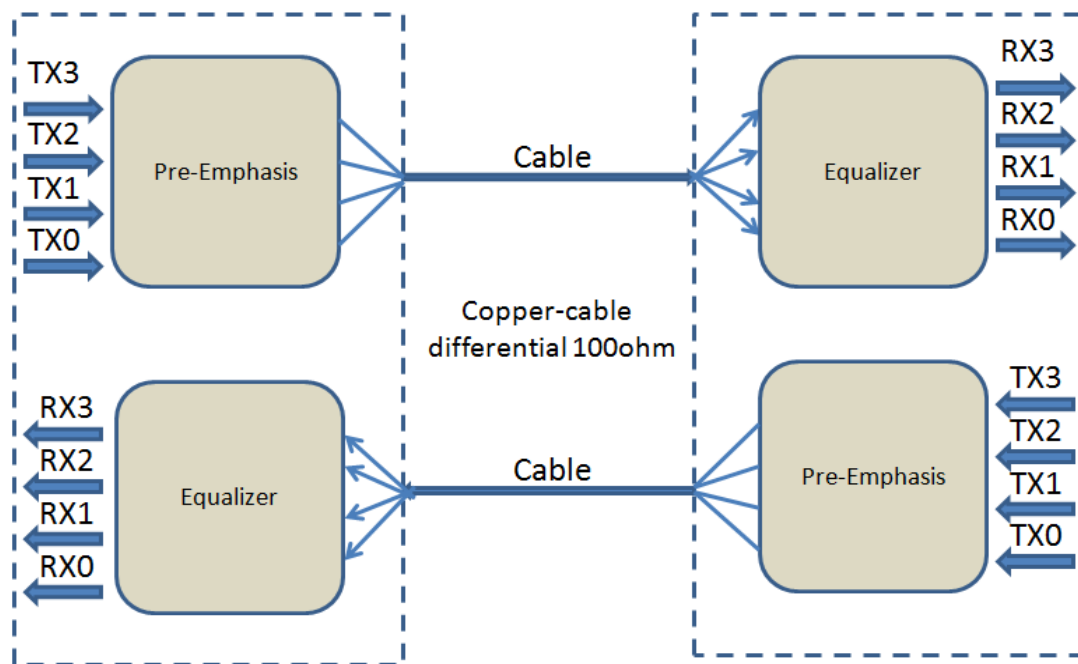 TX3
TX2
TX1
TX0
Pre-Emphasis
Cable
Equalizer
RX3
RX2
RX1
RX0
Copper-cable
differential 100ohm
RX3
RX2
RX1
RX0
Equalizer
Cable
Pre-Emphasis
TX3
TX2
TX1
TX0